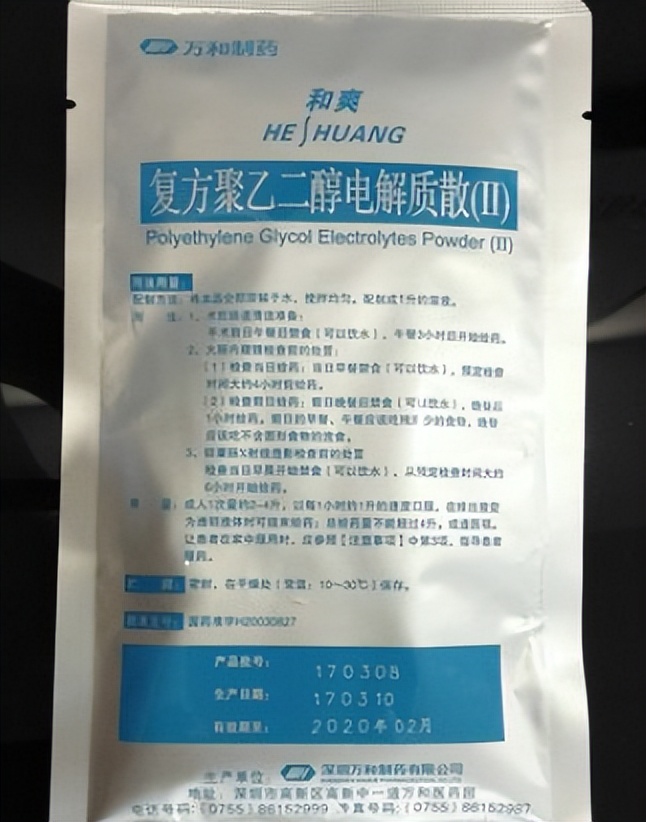 万和制药
和爽
HE SHUANG
复方聚乙二醇电解质散(II)
Polyethylene Glycol Electrolytes Powder (II)
用法用量:
配制方法:将本品全部溶解于水,搅拌均匀,配制成1升的溶液。
用 法:1、术前肠道清洁准备:
手术前日午餐后禁食(可以饮水),午餐3小时后开始给药。
2、大肠内窥镜检查前的处置:
(1)检查当日给药:当日早餐禁食(可以饮水),预定检查
时间大约4小时前给药。
(2)检查前日给药:前日晚餐后禁食(可以饮水),晚餐后
1小时给药。前日的早餐、午餐应该吃残渣少的食物,晚餐
应该吃不含固形食物的流食。
3、
检查当日早晨开始禁食(可以饮水),从预定检查时间大约
6小时前开始给药。
用 量:成人1次量约2~4升,以每1小时约1升的速度口服,在排出液变
为透明液体时可结束给药;总给药量不能超过4升,或遵医嘱。
让患者在家中服用时,应参照【注意事项】中第3项,指导患者
服药。
贮 藏:密封,在干燥处(常温:10~30℃)保存。
批准文号:国药准字H20030827
产品批号: 170308
生产日期: 170310
有效期至: 2020年02月
生产单位: 深圳万和制药有限公司
地址:深圳市高新区高新中一道万和医药园
电话号码:(0755)86152999 传真号码:(0755)86152987